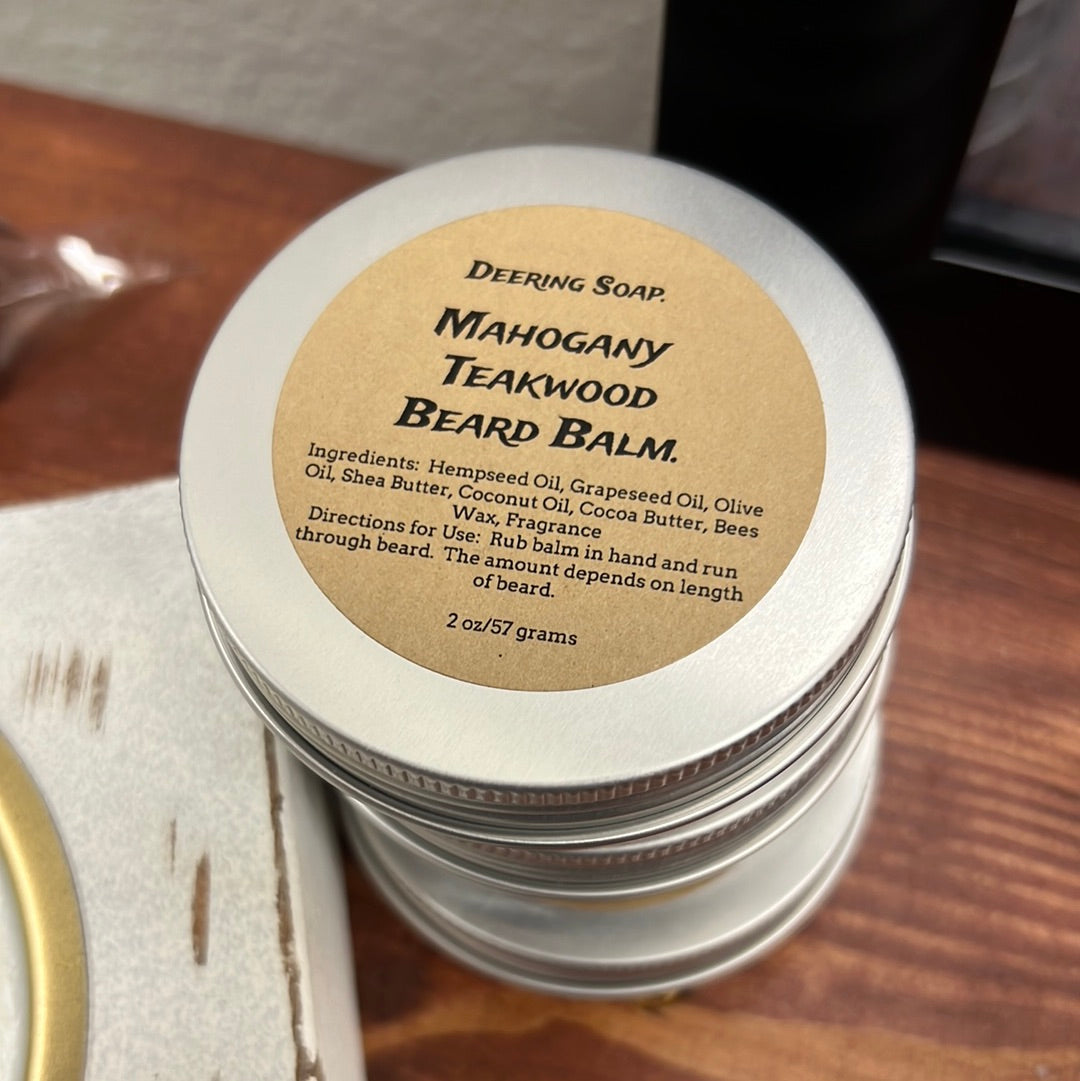 Deering Soap.
Mahogany
Teakwood
Beard Balm.
Ingredients: Hempseed Oil, Grapeseed Oil, Olive
Oil, Shea Butter, Coconut Oil, Cocoa Butter, Bees
Wax, Fragrance
Directions for Use: Rub balm in hand and run
through beard. The amount depends on length
of beard.
2 oz/57 grams